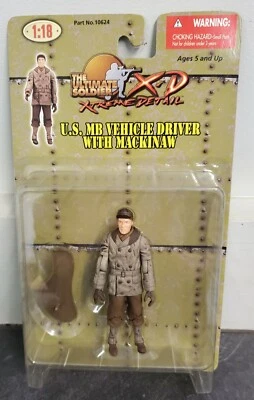 Part No.10624
1:18
WARNING:
CHOKING HAZARD-Small Parts
Not for children under 3 years
Ages 5 and Up
THE ULTIMATE SOLDIER
X-D
XTREME DETAIL
U.S. MB VEHICLE DRIVER
WITH MACKINAW